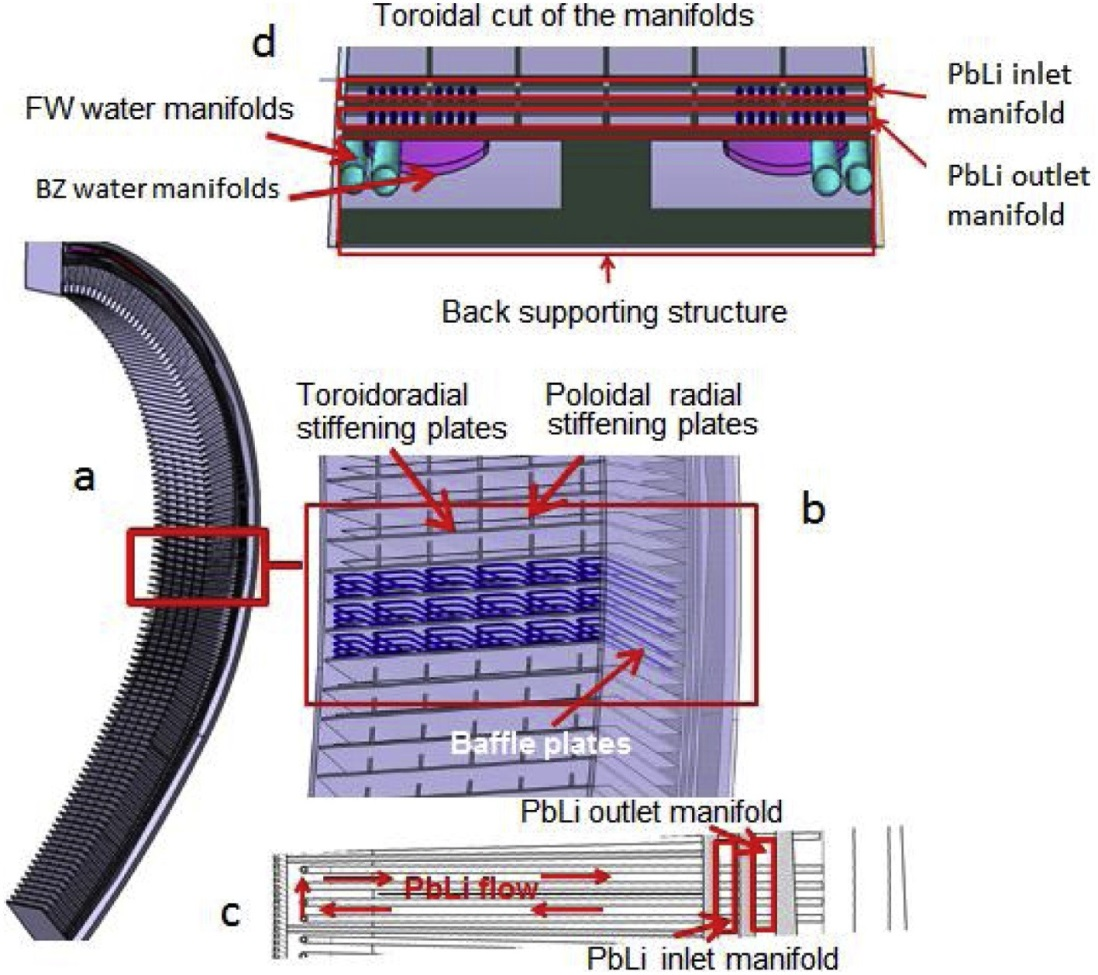 Toroidal cut of the manifolds
d
PbLi inlet
manifold
FW water manifolds
BZ water manifolds
PbLi outlet
manifold
Back supporting structure
Toroidoradial
stiffening plates
Poloidal radial
stiffening plates
a
b
Baffle plates
PbLi outlet manifold
PbLi flow
c
PbLi inlet manifold